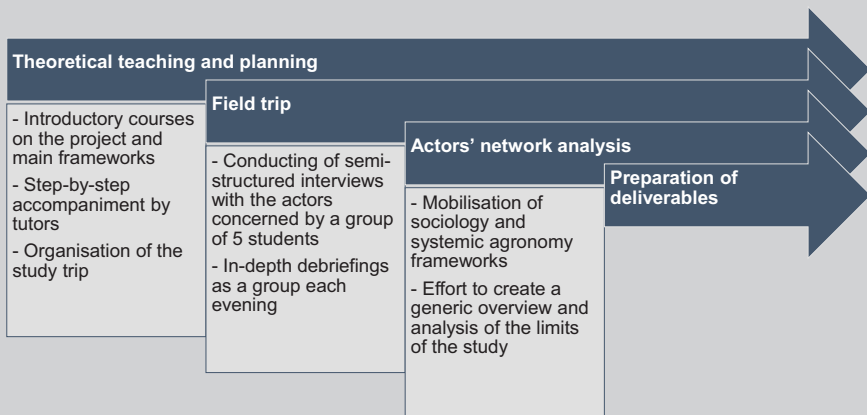 Theoretical teaching and planning
- Introductory courses
on the project and
main frameworks
- Step-by-step
accompaniment by
tutors
- Organisation of the
study trip
Field trip
- Conducting of semi-
structured interviews
with the actors
concerned by a group
of 5 students
- In-depth debriefings
as a group each
evening
Actors’ network analysis
- Mobilisation of
sociology and
systemic agronomy
frameworks
- Effort to create a
generic overview and
analysis of the limits
of the study
Preparation of
deliverables